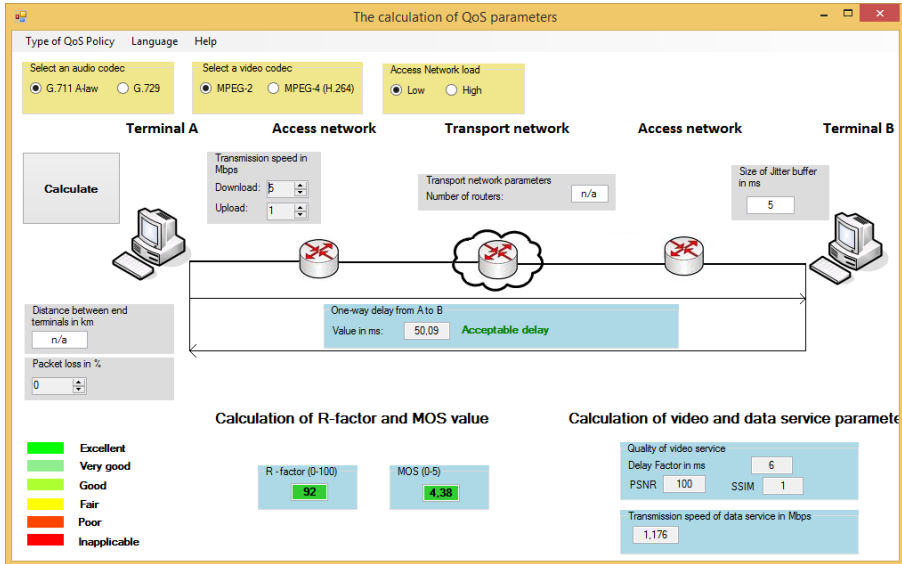 The calculation of QoS parameters
Type of QoS Policy Language Help
Select an audio codec
G.711 A-law G.729
Select a video codec
MPEG-2 MPEG-4 (H.264)
Access Network load
Low High
Terminal A Access network Transport network Access network Terminal B
Calculate
Transmission speed in
Mbps
Download: 5
Upload: 1
Transport network parameters
Number of routers: n/a
Size of Jitter buffer
in ms
5
Distance between end
terminals in km
n/a
Packet loss in %
0
One-way delay from A to B
Value in ms: 50,09 Acceptable delay
Calculation of R-factor and MOS value
Calculation of video and data service paramete
Excellent
Very good
Good
Fair
Poor
Inapplicable
R - factor (0-100)
92
MOS (0-5)
4,38
Quality of video service
Delay Factor in ms 6
PSNR 100 SSIM 1
Transmission speed of data service in Mbps
1,176